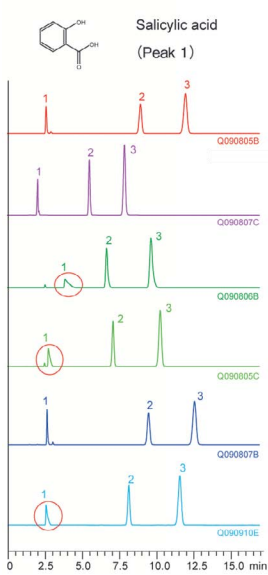 OH
OH
O
Salicylic acid
(Peak 1)
1 2 3
Q090805B
1 2 3
Q090807C
1 2 3
Q090806B
1 2 3
Q090805C
1 2 3
Q090807B
1 2 3
Q090910E
0 2.5 5.0 7.5 10.0 12.5 15.0 min